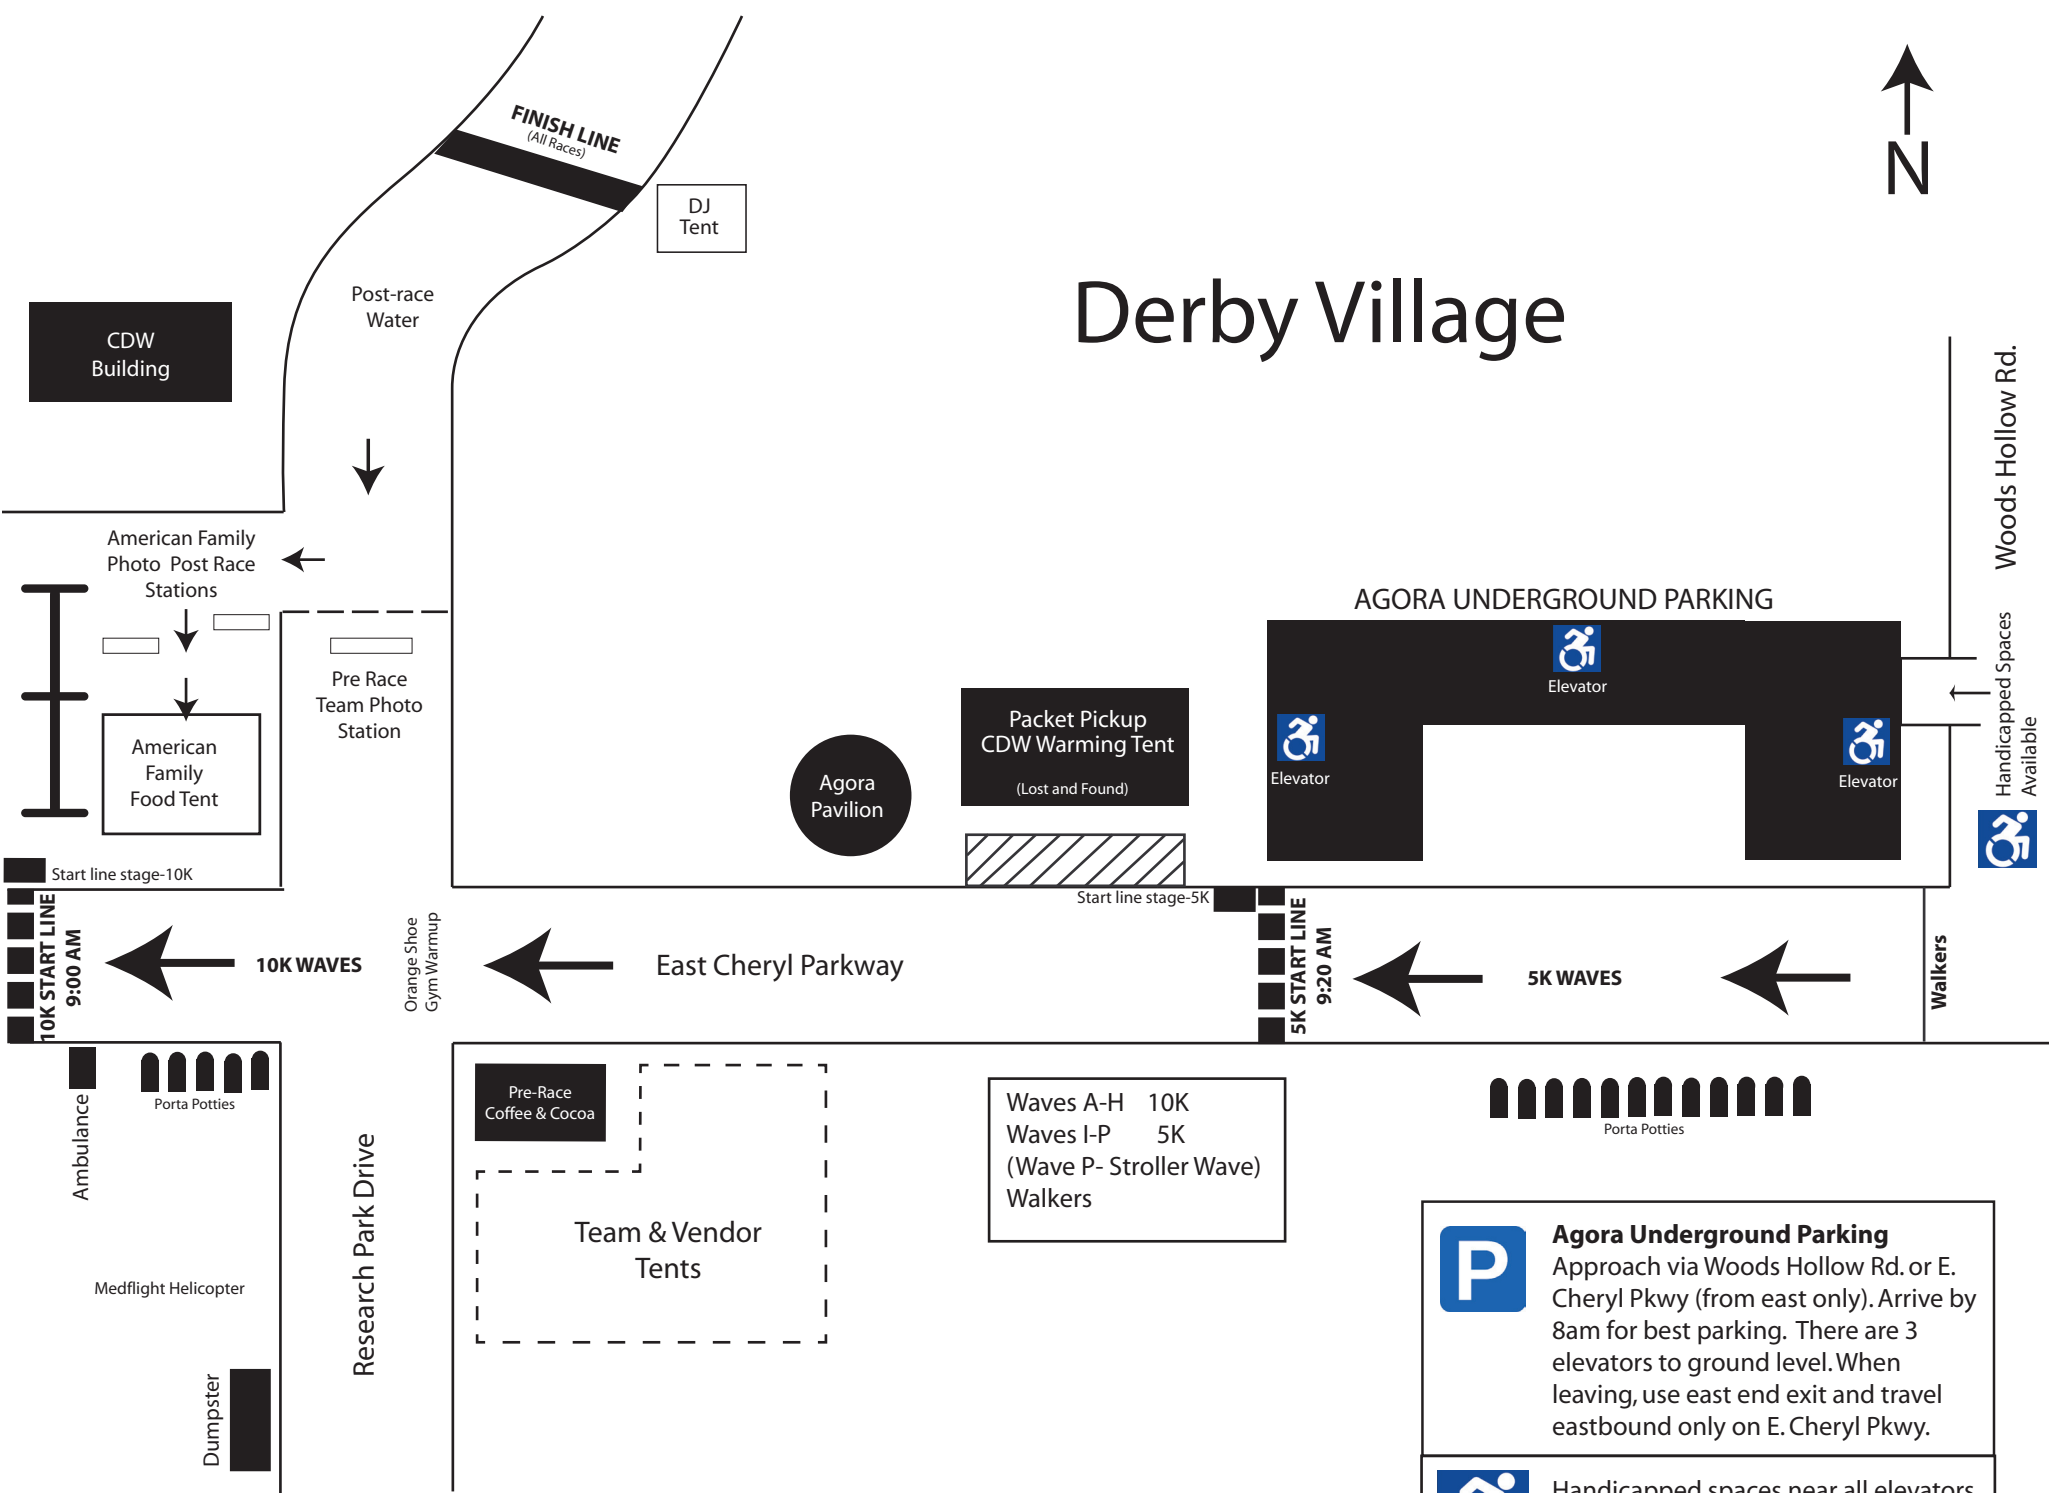 FINISH LINE
(All Races)
N
DJ
Tent
Derby Village
Post-race
Water
CDW
Building
Woods Hollow Rd.
American Family
Photo Post Race
Stations
AGORA UNDERGROUND PARKING
Elevator
Elevator
Elevator
Handicapped Spaces
Available
Pre Race
Team Photo
Station
American
Family
Food Tent
Agora
Pavilion
Packet Pickup
CDW Warming Tent
(Lost and Found)
Start line stage-10K
Start line stage-5K
10K START LINE
9:00 AM
10K WAVES
Orange Shoe
Gym Warmup
East Cheryl Parkway
5K START LINE
9:20 AM
5K WAVES
Walkers
Ambulance
Porta Potties
Pre-Race
Coffee & Cocoa
Waves A-H 10K
Waves I-P 5K
(Wave P- Stroller Wave)
Walkers
Porta Potties
Research Park Drive
Team & Vendor
Tents
Medflight Helicopter
Dumpster
P
Agora Underground Parking
Approach via Woods Hollow Rd. or E.
Cheryl Pkwy (from east only). Arrive by
8am for best parking. There are 3
elevators to ground level. When
leaving, use east end exit and travel
eastbound only on E. Cheryl Pkwy.
Handicapped spaces near all elevators